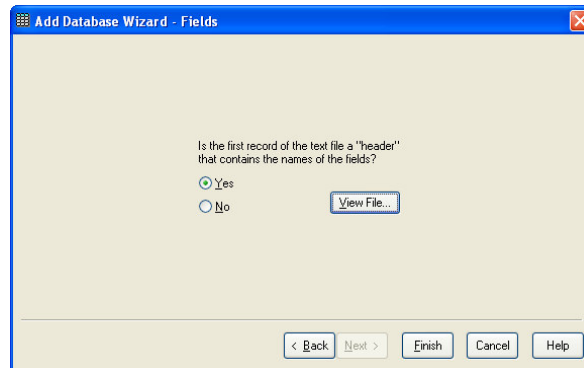 Add Database Wizard - Fields
Is the first record of the text file a "header"
that contains the names of the fields?
Yes
No
View File...
< Back
Next >
Finish
Cancel
Help